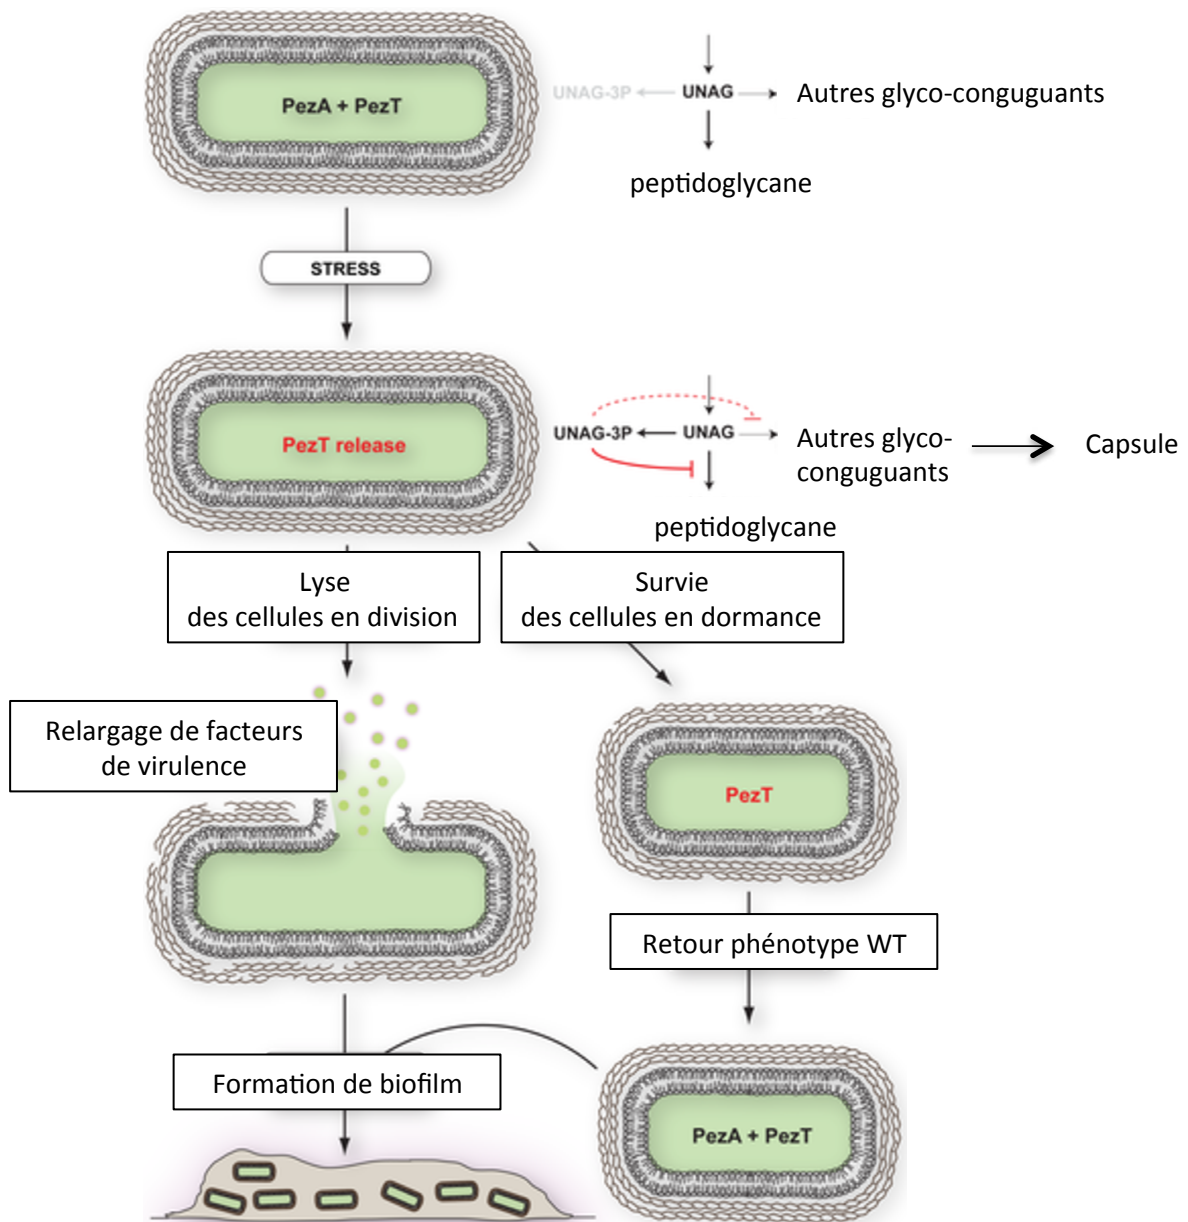 PezA + PezT
UNAG-3P
UNAG
Autres glyco-conguguants
peptidoglycane
STRESS
PezT release
UNAG-3P
UNAG
Autres glyco-
conguguants
Capsule
peptidoglycane
Lyse
des cellules en division
Survie
des cellules en dormance
Relargage de facteurs
de virulence
PezT
Retour phénotype WT
Formation de biofilm
PezA + PezT